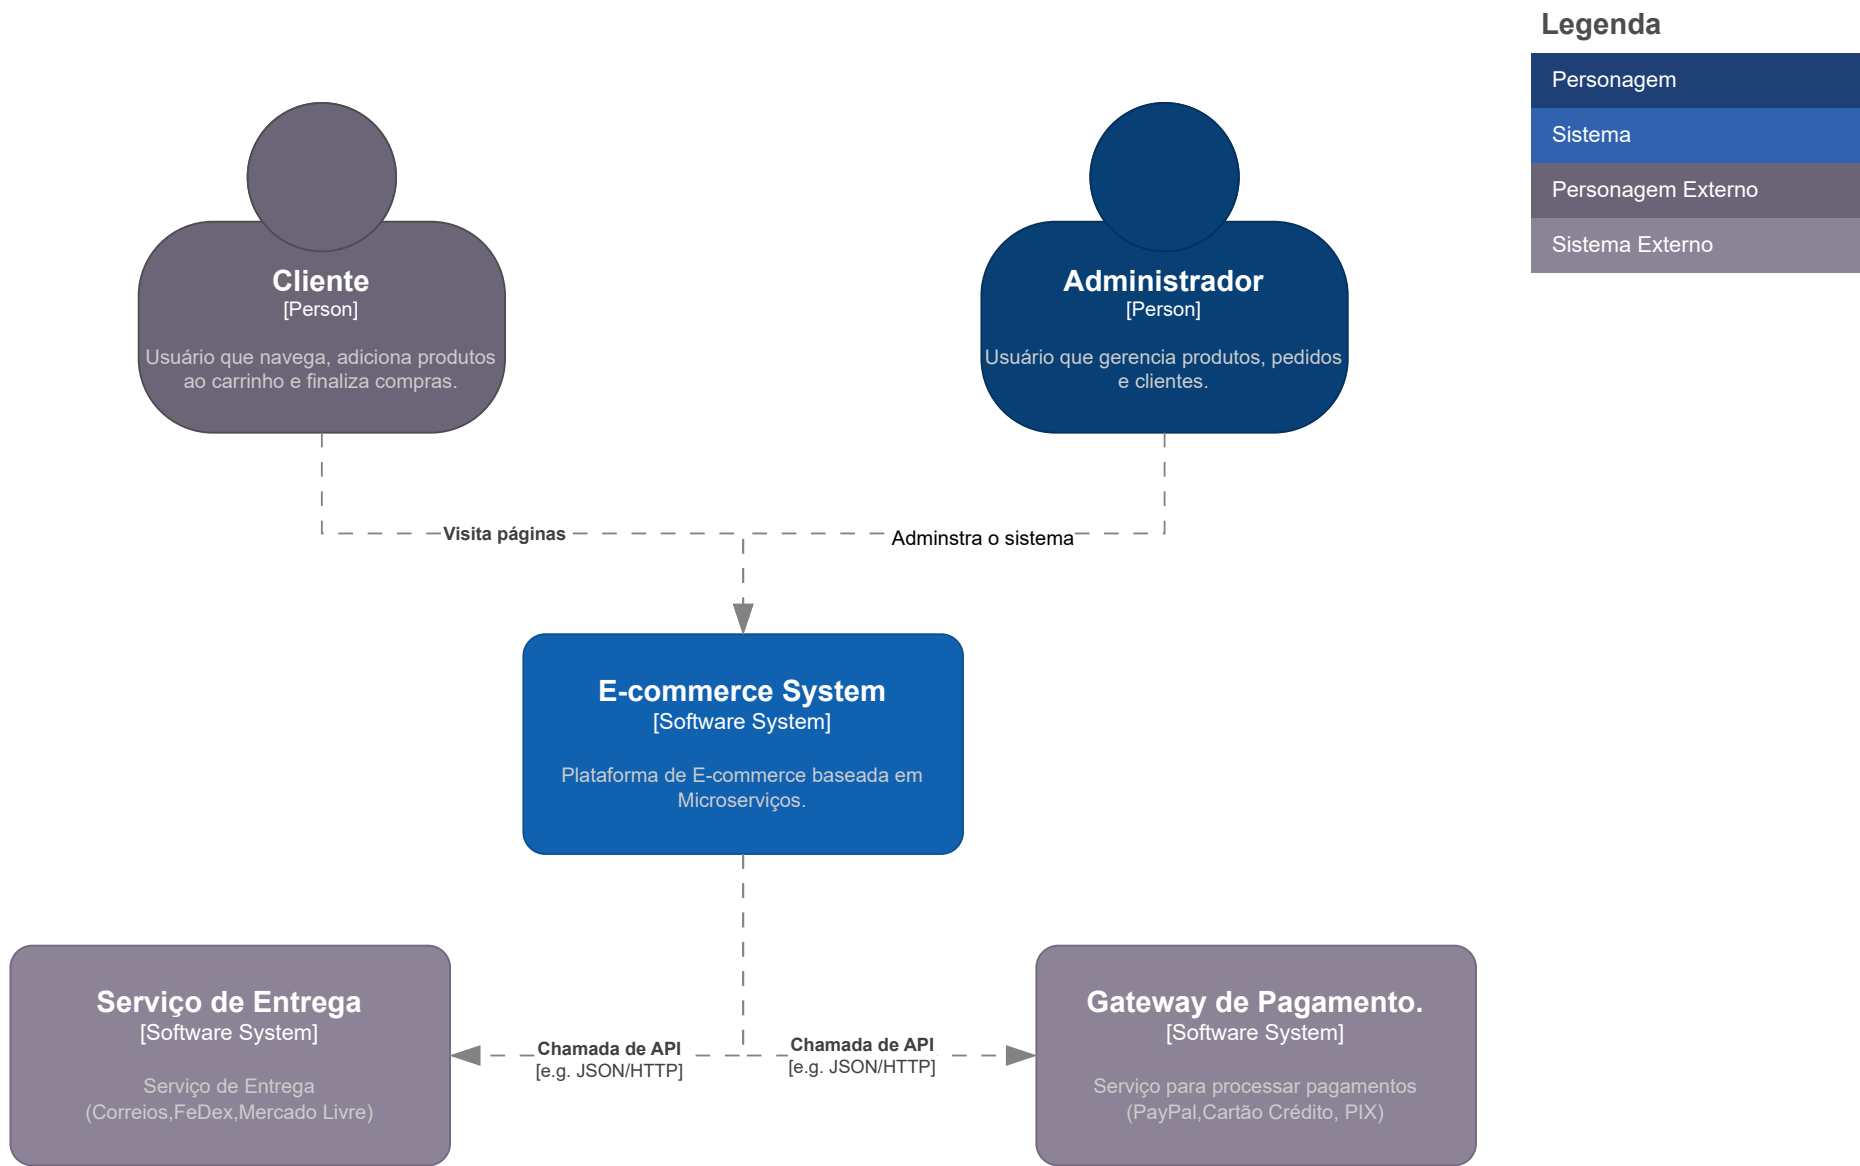 Legenda
Personagem
Sistema
Personagem Externo
Sistema Externo
Cliente
[Person]
Usuário que navega, adiciona produtos
ao carrinho e finaliza compras.
Administrador
[Person]
Usuário que gerencia produtos, pedidos
e clientes.
Visita páginas
Adminstra o sistema
E-commerce System
[Software System]
Plataforma de E-commerce baseada em
Microserviços.
Serviço de Entrega
[Software System]
Serviço de Entrega
(Correios,FeDex,Mercado Livre)
Chamada de API
[e.g. JSON/HTTP]
Chamada de API
[e.g. JSON/HTTP]
Gateway de Pagamento.
[Software System]
Serviço para processar pagamentos
(PayPal,Cartão Crédito, PIX)